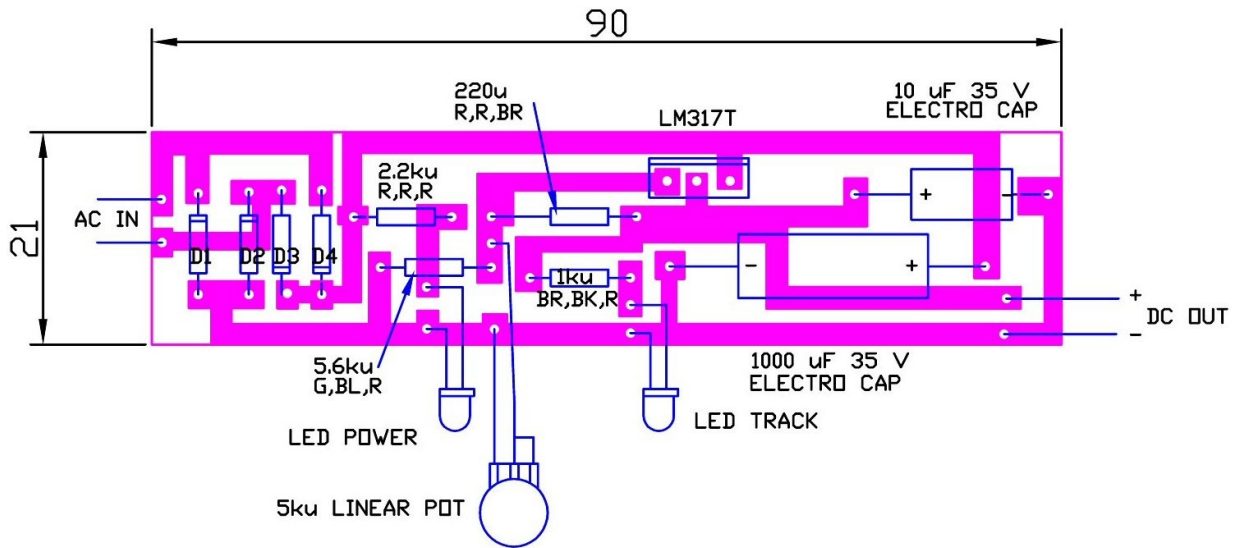 90
220u
R,R,BR
10 uF 35 V
ELECTRO CAP
LM317T
2.2ku
R,R,R
21
AC IN
+
-
D1
D2
D3
D4
-
+
1ku
BR,BK,R
+
DC OUT
-
5.6ku
G,BL,R
1000 uF 35 V
ELECTRO CAP
LED POWER
LED TRACK
5ku LINEAR POT